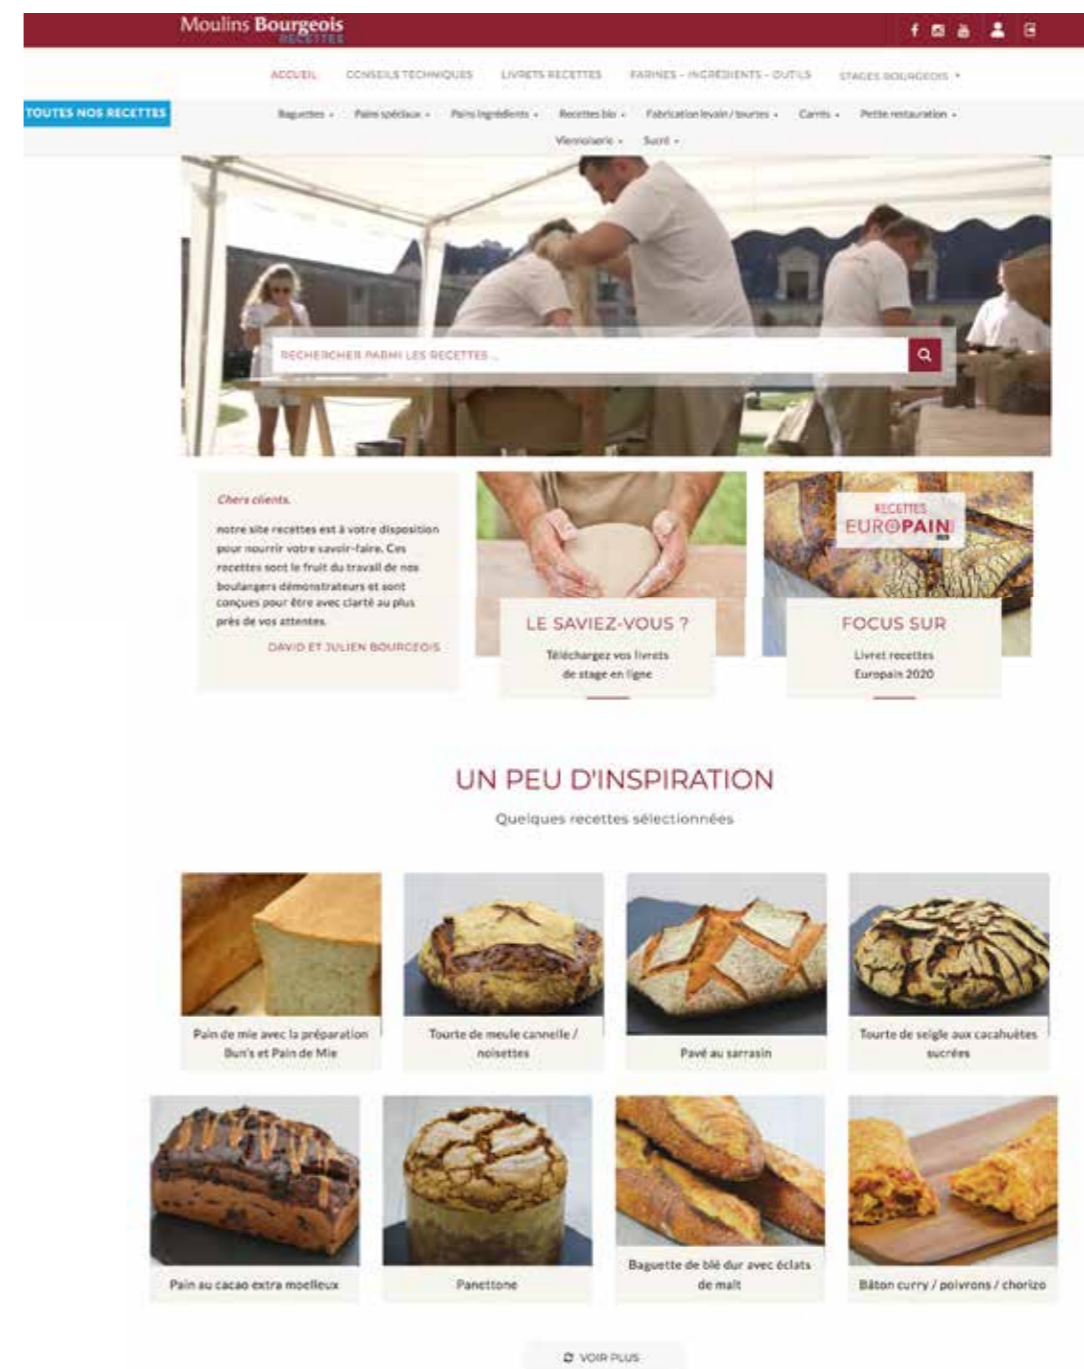 Moulins Bourgeois
RECETTES
ACCUEIL CONSEILS TECHNIQUES LIVRETS RECETTES FARINES - INGRÉDIENTS - OUTILS STAGES BOURGEOIS
TOUTES NOS RECETTES
Baguettes Pains spéciaux Pains Ingrédients Recettes bio Fabrication levain / tourtes Carrés Petite restauration
Viennoiserie Sucré
RECHERCHER PARMI LES RECETTES ...
Chers clients,
notre site recettes est à votre disposition
pour nourrir votre savoir-faire. Ces
recettes sont le fruit du travail de nos
boulangers démonstrateurs et sont
conçues pour être avec clarté au plus
près de vos attentes.
DAVID ET JULIEN BOURGEOIS
LE SAVIEZ-VOUS ?
Téléchargez vos livrets
de stage en ligne
RECETTES
EUROPAIN
FOCUS SUR
Livret recettes
Europain 2020
UN PEU D'INSPIRATION
Quelques recettes sélectionnées
Pain de mie avec la préparation
Bun's et Pain de Mie
Tourte de meule cannelle /
noisettes
Pavé au sarrasin
Tourte de seigle aux cacahuètes
sucrées
Pain au cacao extra moelleux
Panettone
Baguette de blé dur avec éclats
de malt
Bâton curry / poivrons / chorizo
VOIR PLUS